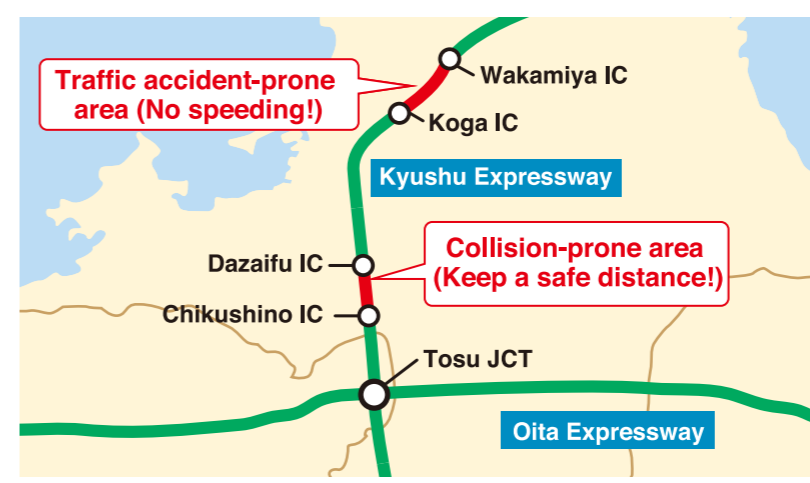 Traffic accident-prone
area (No speeding!)
Wakamiya IC
Koga IC
Kyushu Expressway
Dazaifu IC
Collision-prone area
(Keep a safe distance!)
Chikushino IC
Tosu JCT
Oita Expressway